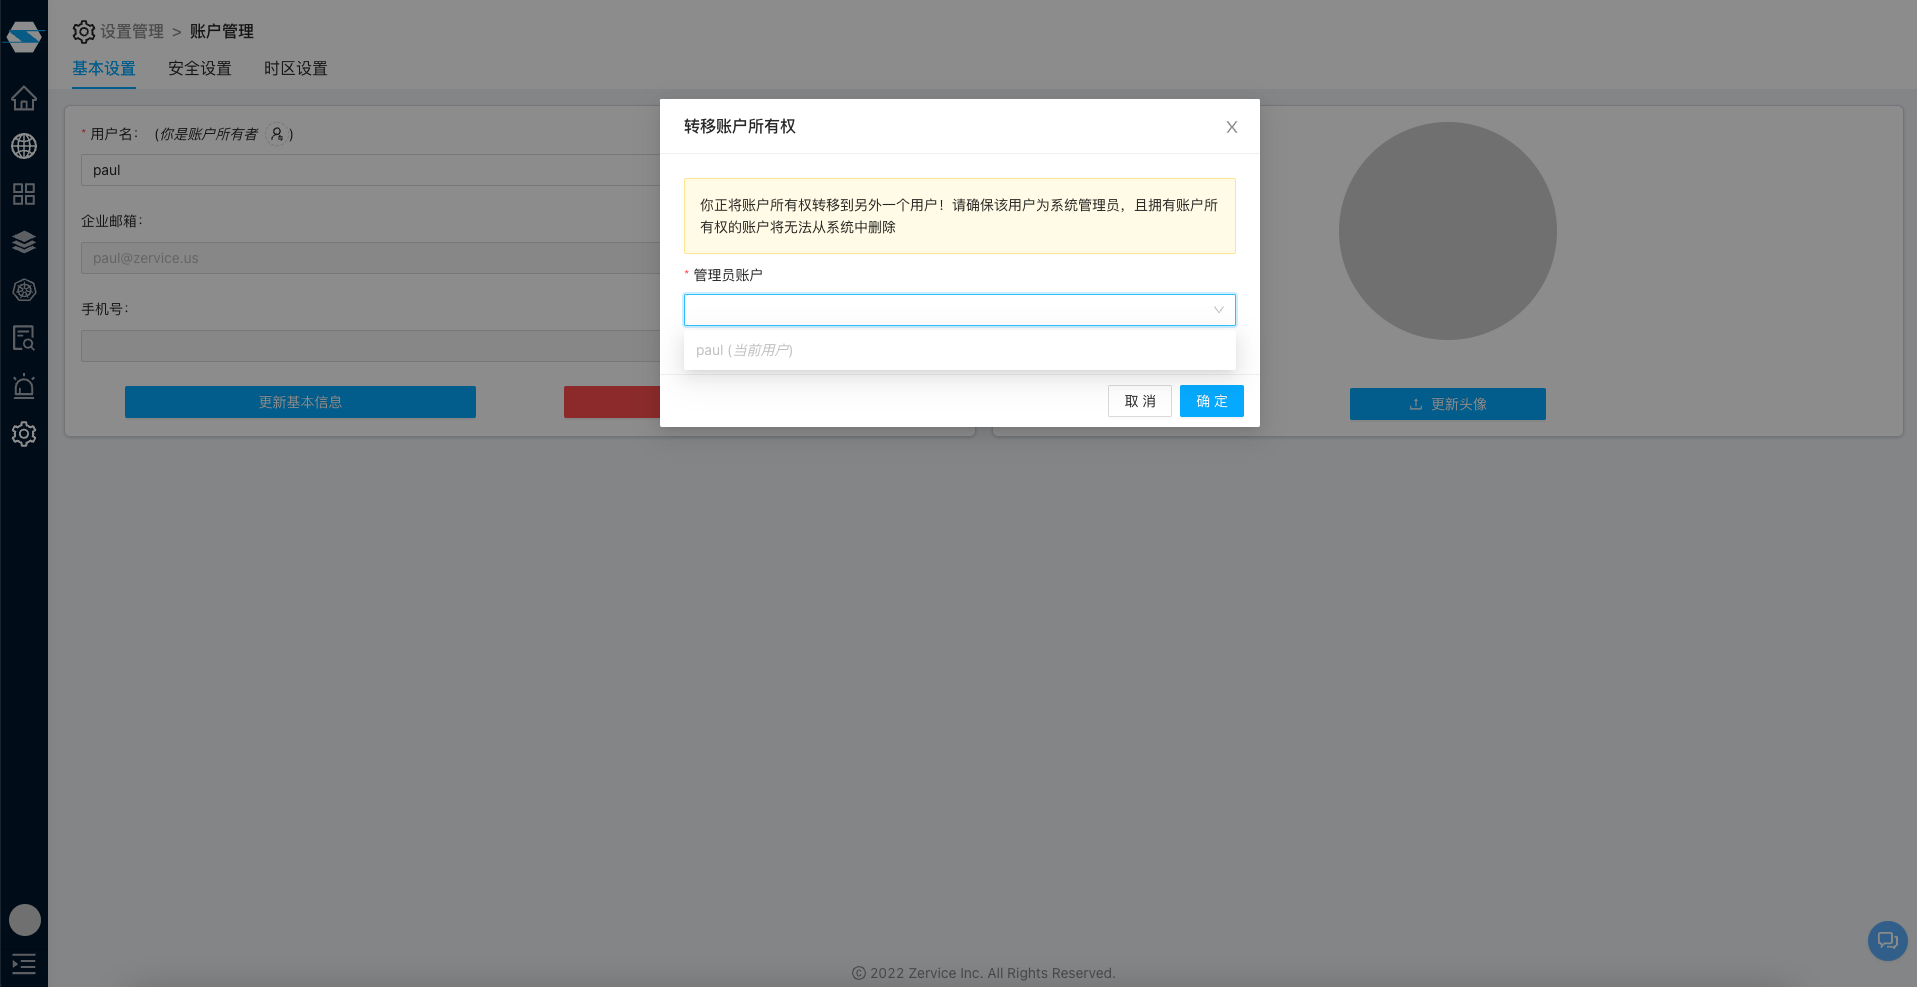 设置管理 > 账户管理
基本设置 安全设置 时区设置
* 用户名： (你是账户所有者 )
paul
企业邮箱：
paul@zervice.us
手机号：
更新基本信息
转移账户所有权
你正将账户所有权转移到另外一个用户！请确保该用户为系统管理员，且拥有账户所
有权的账户将无法从系统中删除
* 管理员账户
paul (当前用户)
取 消 确 定
更新头像
© 2022 Zervice Inc. All Rights Reserved.